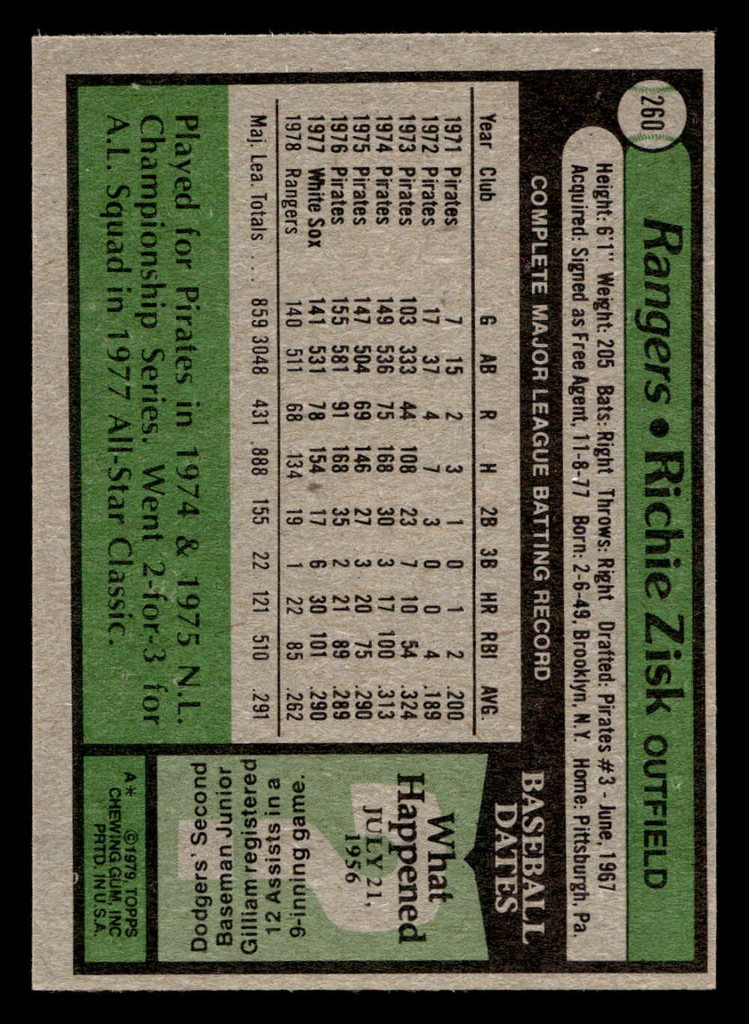 260
Rangers • Richie Zisk OUTFIELD
Height: 6'1" Weight: 205 Bats: Right Throws: Right Drafted: Pirates #3 - June, 1967
Acquired: Signed as Free Agent, 11-8-77 Born: 2-6-49, Brooklyn, N.Y. Home: Pittsburgh, Pa.
COMPLETE MAJOR LEAGUE BATTING RECORD
Year Club G AB R H 2B 3B HR RBI AVG.
1971 Pirates 7 15 2 3 1 0 1 2 .200
1972 Pirates 17 37 4 7 3 0 0 4 .189
1973 Pirates 103 333 44 108 23 7 10 54 .324
1974 Pirates 149 536 75 168 30 3 17 100 .313
1975 Pirates 147 504 69 146 27 3 20 75 .290
1976 Pirates 155 581 91 168 35 2 21 89 .289
1977 White Sox 141 531 78 154 17 6 30 101 .290
1978 Rangers 140 511 68 134 19 1 22 85 .262
Maj. Lea. Totals . . . 859 3048 431 .888 155 22 121 510 .291
Played for Pirates in 1974 & 1975 N.L.
Championship Series. Went 2-for-3 for
A.L. Squad in 1977 All-Star Classic.
BASEBALL
DATES
What
Happened
JULY 21,
1956
Dodgers' Second
Baseman Junior
Gilliam registered
12 Assists in a
9-inning game.
A* ©1979, TOPPS
CHEWING GUM, INC
PRTD. IN U.S.A.